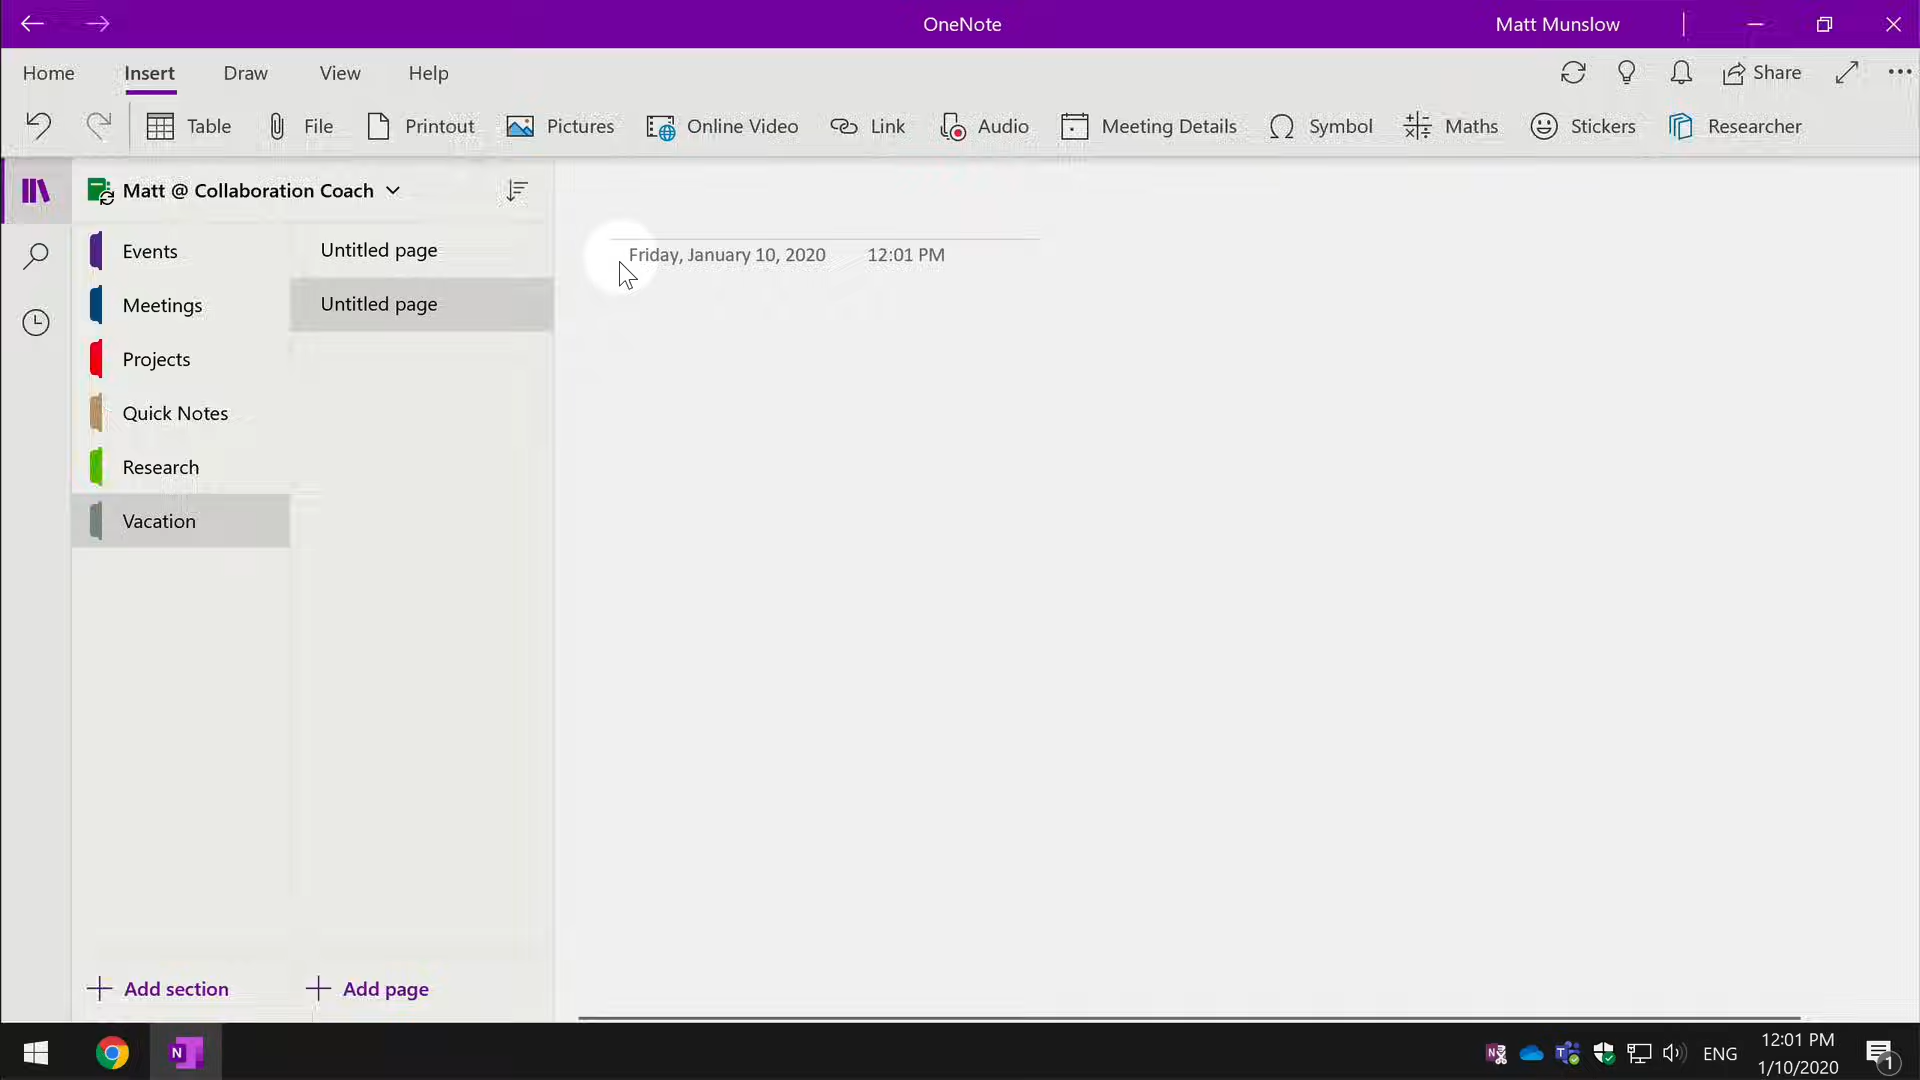 OneNote
Matt Munslow
Home Insert Draw View Help
Share
Table File Printout Pictures Online Video Link Audio Meeting Details Symbol Maths Stickers Researcher
Matt @ Collaboration Coach
Events
Meetings
Projects
Quick Notes
Research
Vacation
Untitled page
Untitled page
Friday, January 10, 2020 12:01 PM
Add section
Add page
N
ENG
12:01 PM
1/10/2020
1